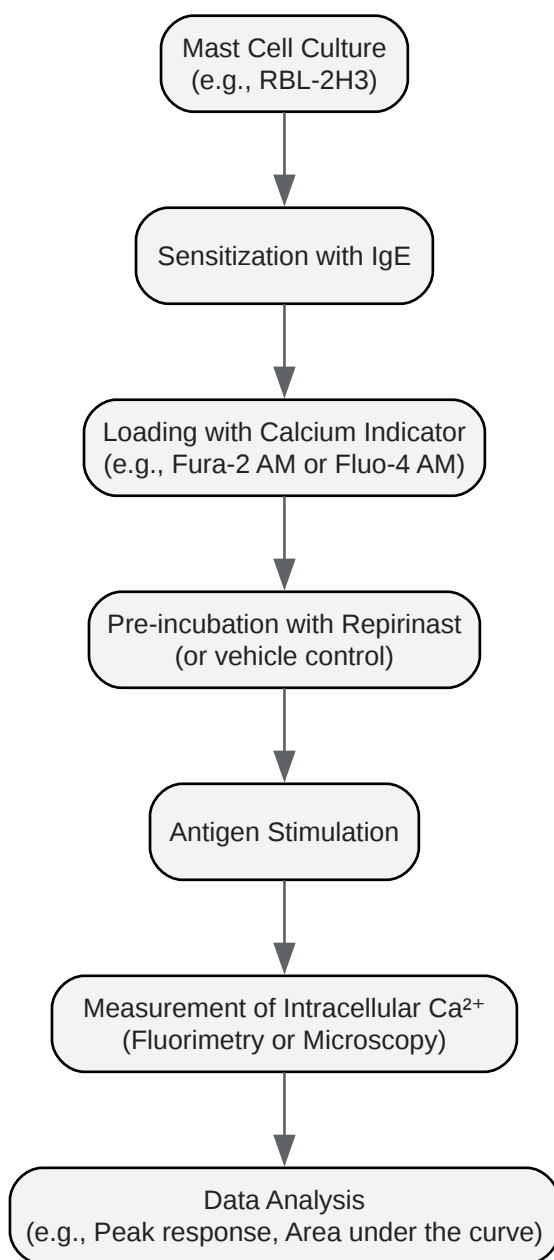 Mast Cell Culture
(e.g., RBL-2H3)
Sensitization with IgE
Loading with Calcium Indicator
(e.g., Fura-2 AM or Fluo-4 AM)
Pre-incubation with Repirinast
(or vehicle control)
Antigen Stimulation
Measurement of Intracellular Ca²⁺
(Fluorimetry or Microscopy)
Data Analysis
(e.g., Peak response, Area under the curve)